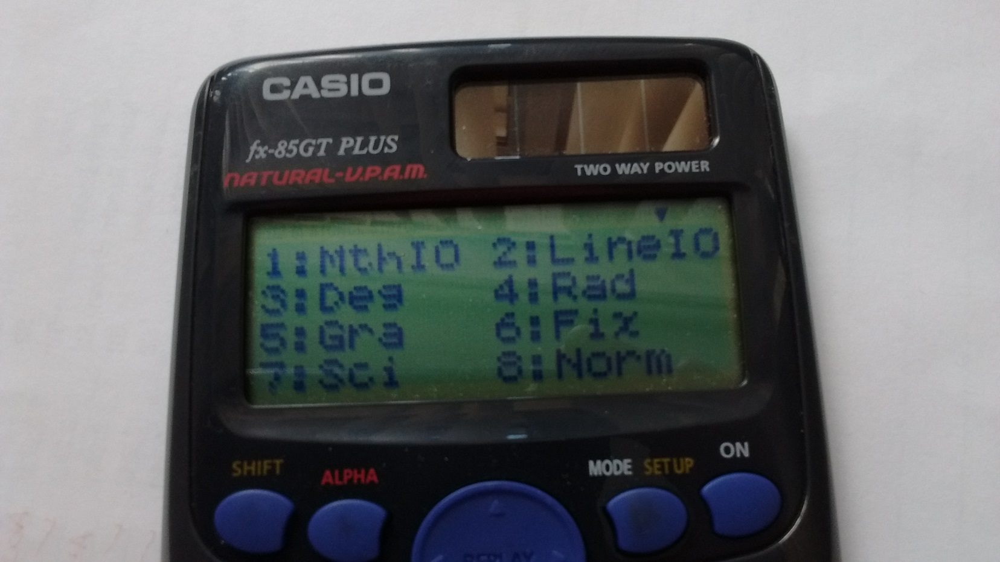 CASIO
fx-85GT PLUS
NATURAL-V.P.A.M.
TWO WAY POWER
1:MthIO 2:LineIO
3:Deg 4:Rad
5:Gra 6:Fix
7:Sci 8:Norm
SHIFT ALPHA MODE SETUP ON
REPLAY